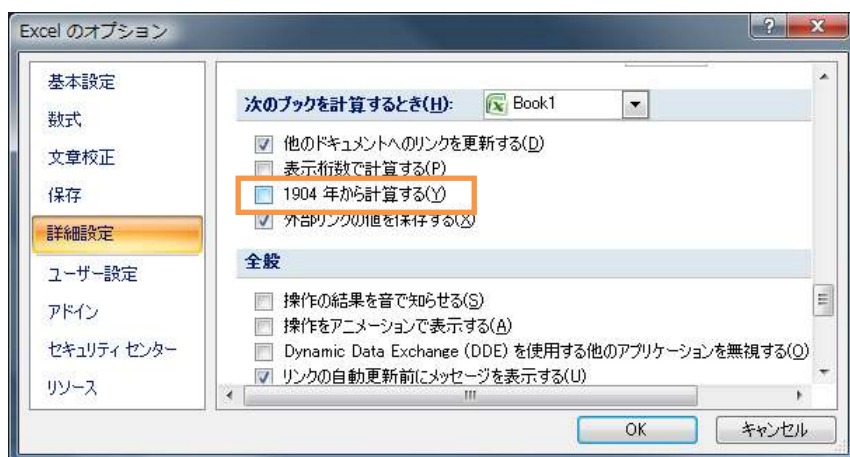 Excel のオプション
基本設定
数式
文章校正
保存
詳細設定
ユーザー設定
アドイン
セキュリティ センター
リソース
次のブックを計算するとき(H): Book1
他のドキュメントへのリンクを更新する(D)
表示桁数で計算する(P)
1904 年から計算する(Y)
外部リンクの値を保存する(X)
全般
操作の結果を音で知らせる(S)
操作をアニメーションで表示する(A)
Dynamic Data Exchange (DDE) を使用する他のアプリケーションを無視する(O)
リンクの自動更新前にメッセージを表示する(U)
OK キャンセル